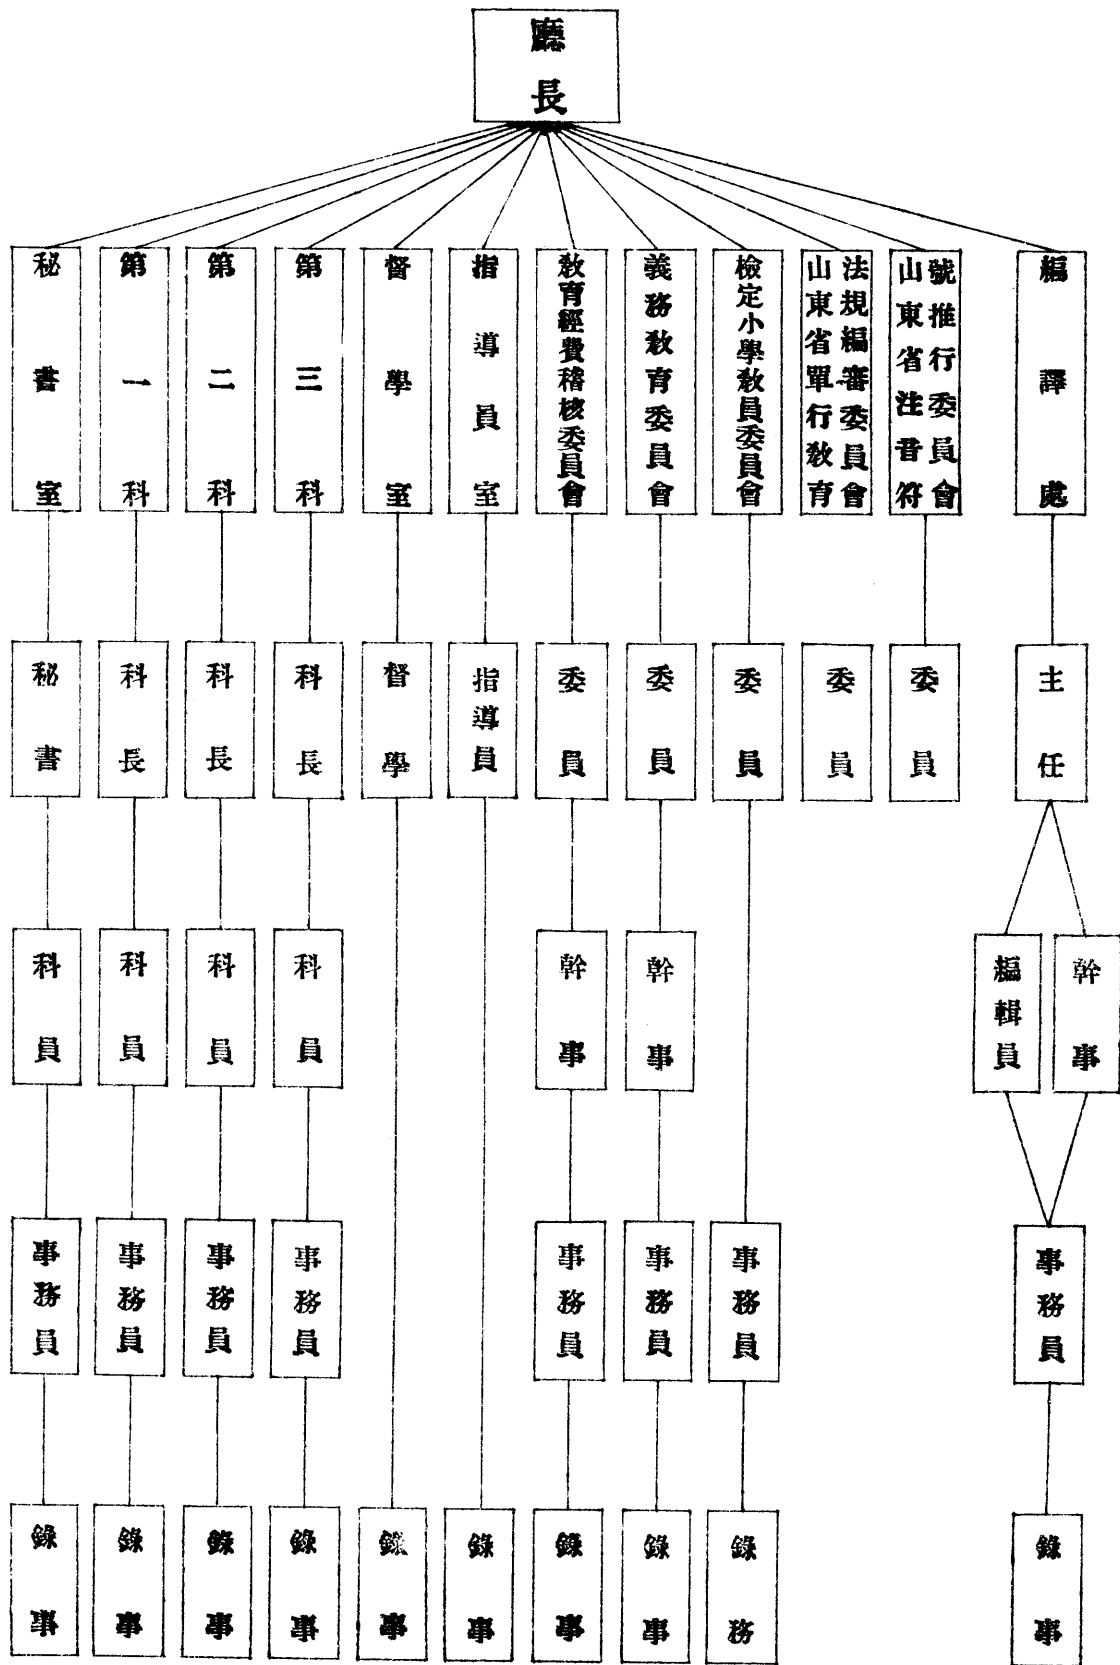 廳長
秘書室
第一科
第二科
第三科
督學室
指導員室
教育經費稽核委員會
義務教育委員會
檢定小學教員委員會
山東省單行教育
法規編審委員會
山東省注音符
號推行委員會
編譯處
秘書
科長
科長
科長
督學
指導員
委員
委員
委員
委員
委員
主任
科員
科員
科員
科員
幹事
幹事
編輯員
幹事
事務員
事務員
事務員
事務員
事務員
事務員
事務員
事務員
錄事
錄事
錄事
錄事
錄事
錄事
錄事
錄事
錄務
錄事